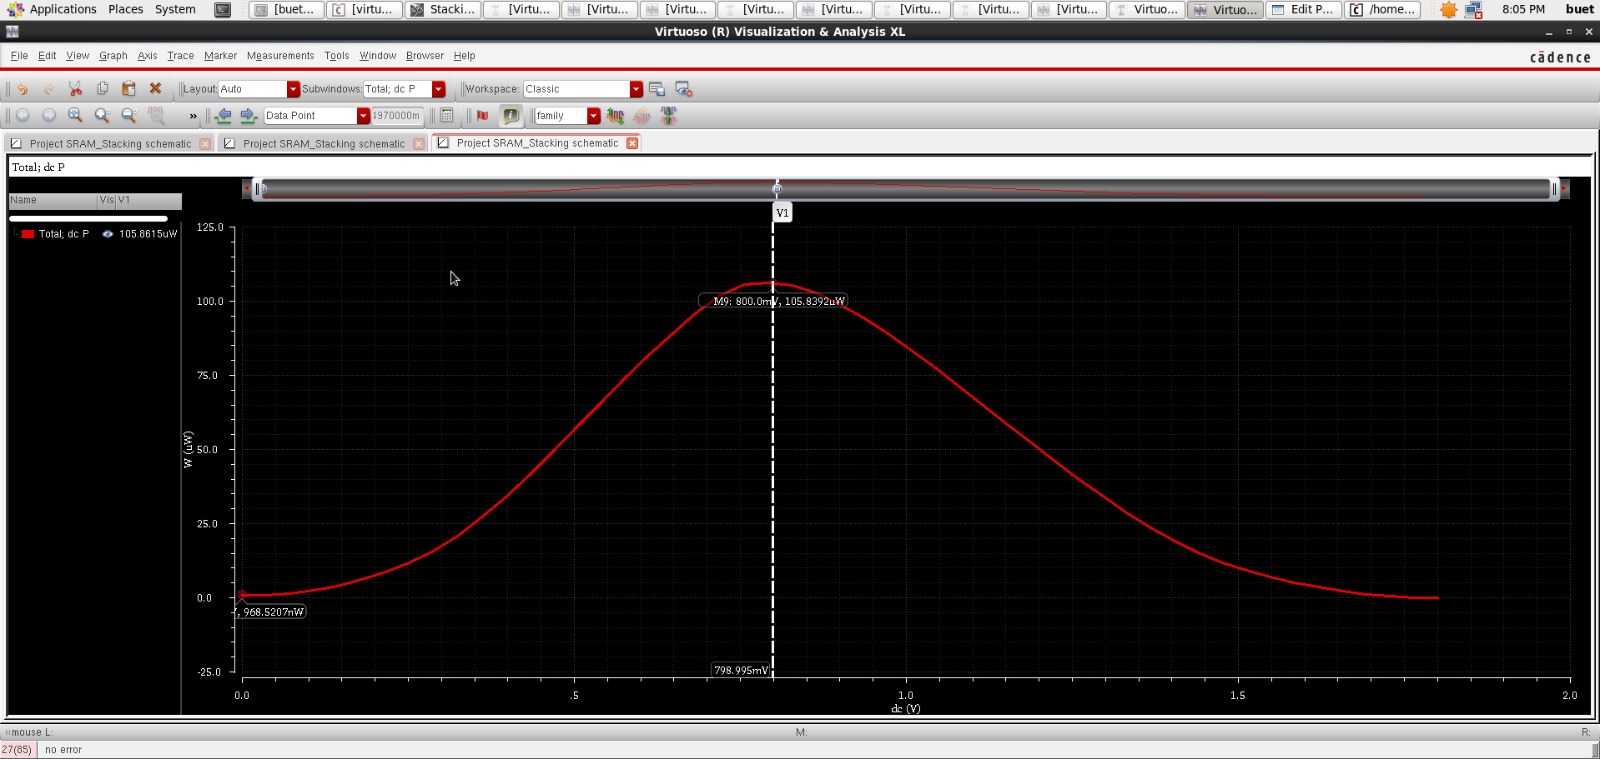 Applications Places System [buet... [virtu... Stacki... [Virtu... [Virtu... [Virtu... [Virtu... [Virtu... [Virtu... [Virtu... [Virtu... Virtuo... Virtuo... Edit P... /home... 8:05 PM buet
Virtuoso (R) Visualization & Analysis XL
File Edit View Graph Axis Trace Marker Measurements Tools Window Browser Help
cādence
Layout: Auto Subwindows: Total; dc P Workspace: Classic
» Data Point 970000m family
Project SRAM_Stacking schematic Project SRAM_Stacking schematic Project SRAM_Stacking schematic
Total; dc P
Name Vis V1
Total; dc P 105.8615uW
V1
125.0
100.0
M9: 800.0mV, 105.8392uW
75.0
W (uW)
50.0
25.0
0.0
, 968.5207nW
-25.0
798.995mV
0.0 .5 1.0 1.5 2.0
dc (V)
mouse L: M: R:
27(85) no error